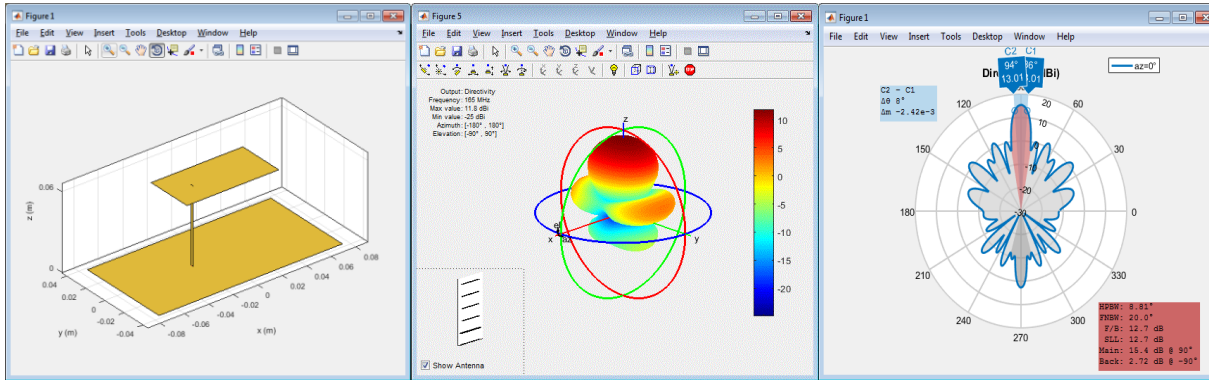 Figure 1
File Edit View Insert Tools Desktop Window Help
0.06
z (m)
0
0.04
0.02
0
-0.02
-0.04
y (m)
-0.08
-0.06
-0.04
-0.02
0
0.02
0.04
0.06
0.08
x (m)
Figure 5
File Edit View Insert Tools Desktop Window Help
Output: Directivity
Frequency: 165 MHz
Max value: 11.8 dBi
Min value: -25 dBi
Azimuth: [-180° , 180°]
Elevation: [-90° , 90°]
z
x
az
y
10
5
0
-5
-10
-15
-20
Show Antenna
Figure 1
File Edit View Insert Tools Desktop Window Help
C2 C1
94°
13.01
az=0°
C2 - C1
Δθ 8°
Δm -2.42e-3
120
60
150
30
180
0
210
330
240
300
270
20
10
-10
-20
-30
HPBW: 8.81°
FNBW: 20.0°
F/B: 12.7 dB
SLL: 12.7 dB
Main: 15.4 dB @ 90°
Back: 2.72 dB @ -90°